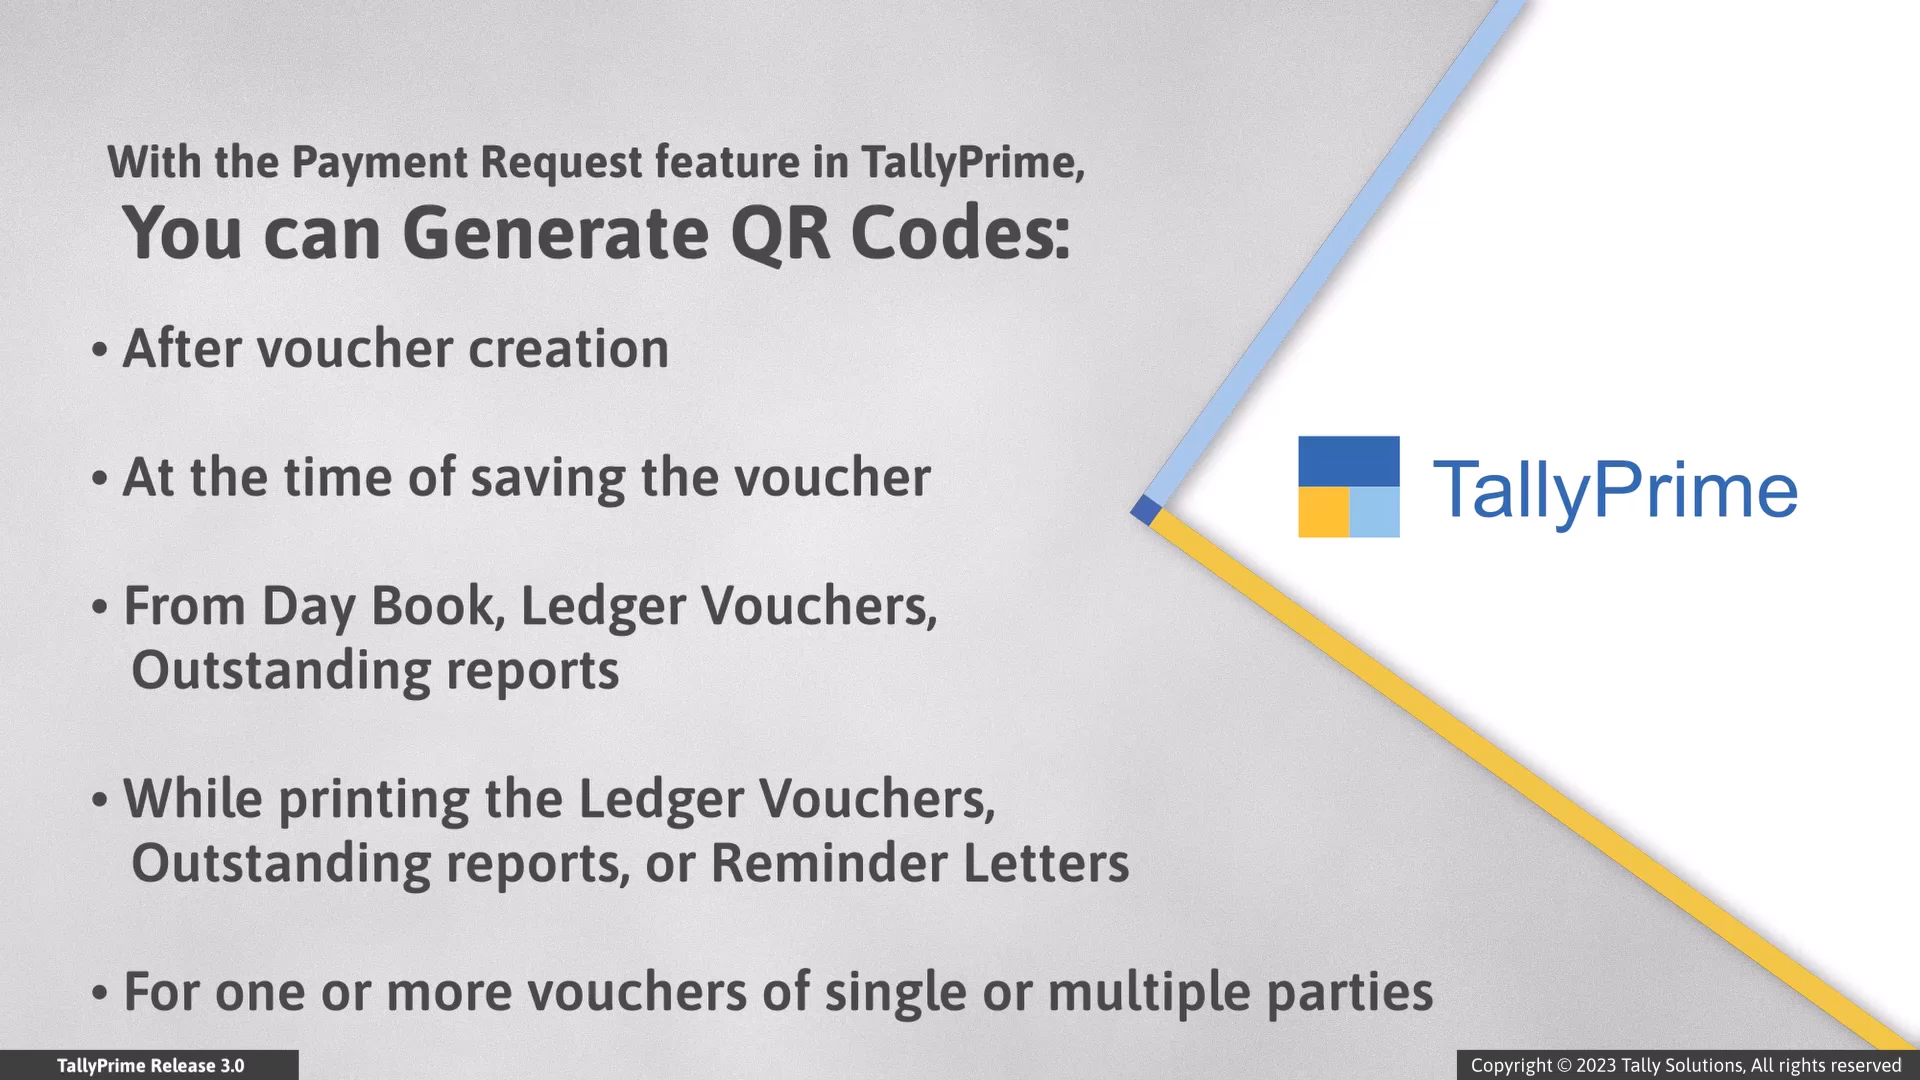 With the Payment Request feature in TallyPrime,
You can Generate QR Codes:
• After voucher creation
• At the time of saving the voucher
• From Day Book, Ledger Vouchers,
Outstanding reports
• While printing the Ledger Vouchers,
Outstanding reports, or Reminder Letters
• For one or more vouchers of single or multiple parties
TallyPrime
TallyPrime Release 3.0
Copyright © 2023 Tally Solutions, All rights reserved